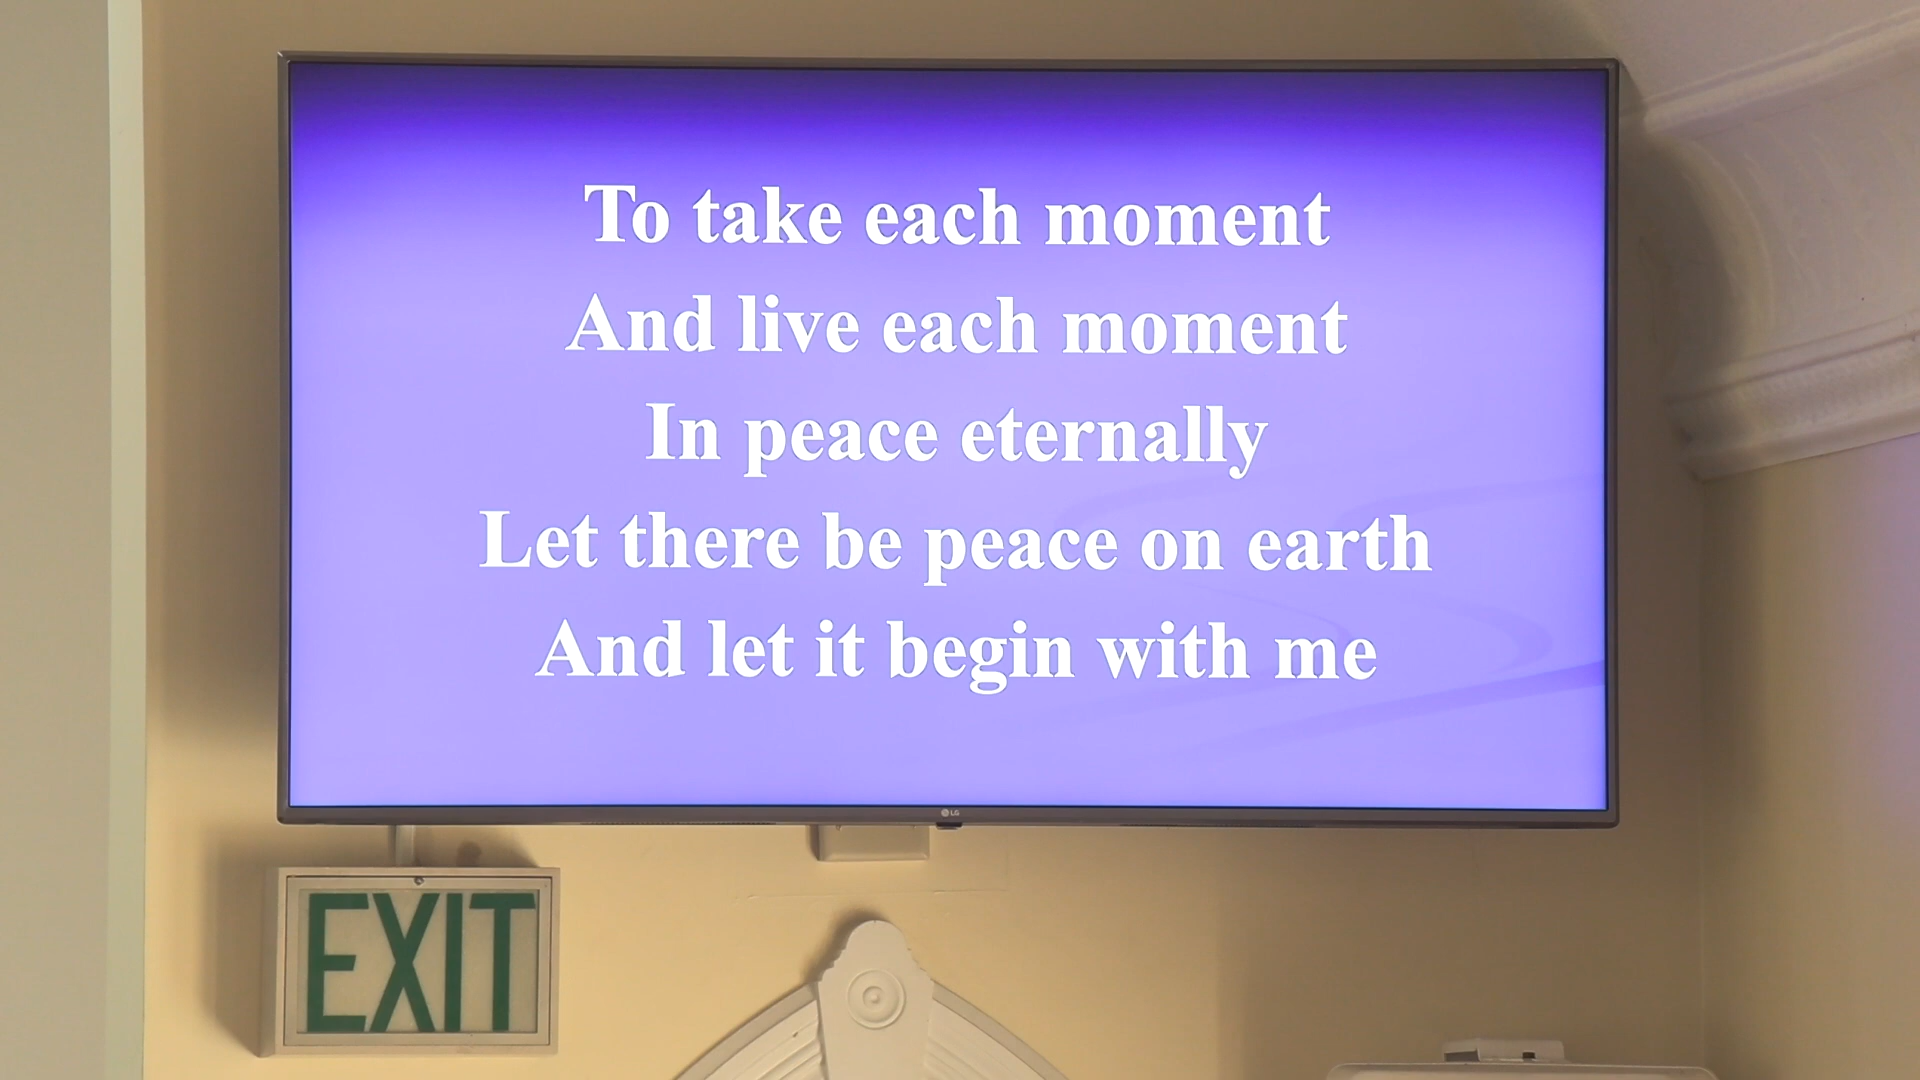 To take each moment
And live each moment
In peace eternally
Let there be peace on earth
And let it begin with me
LG
EXIT